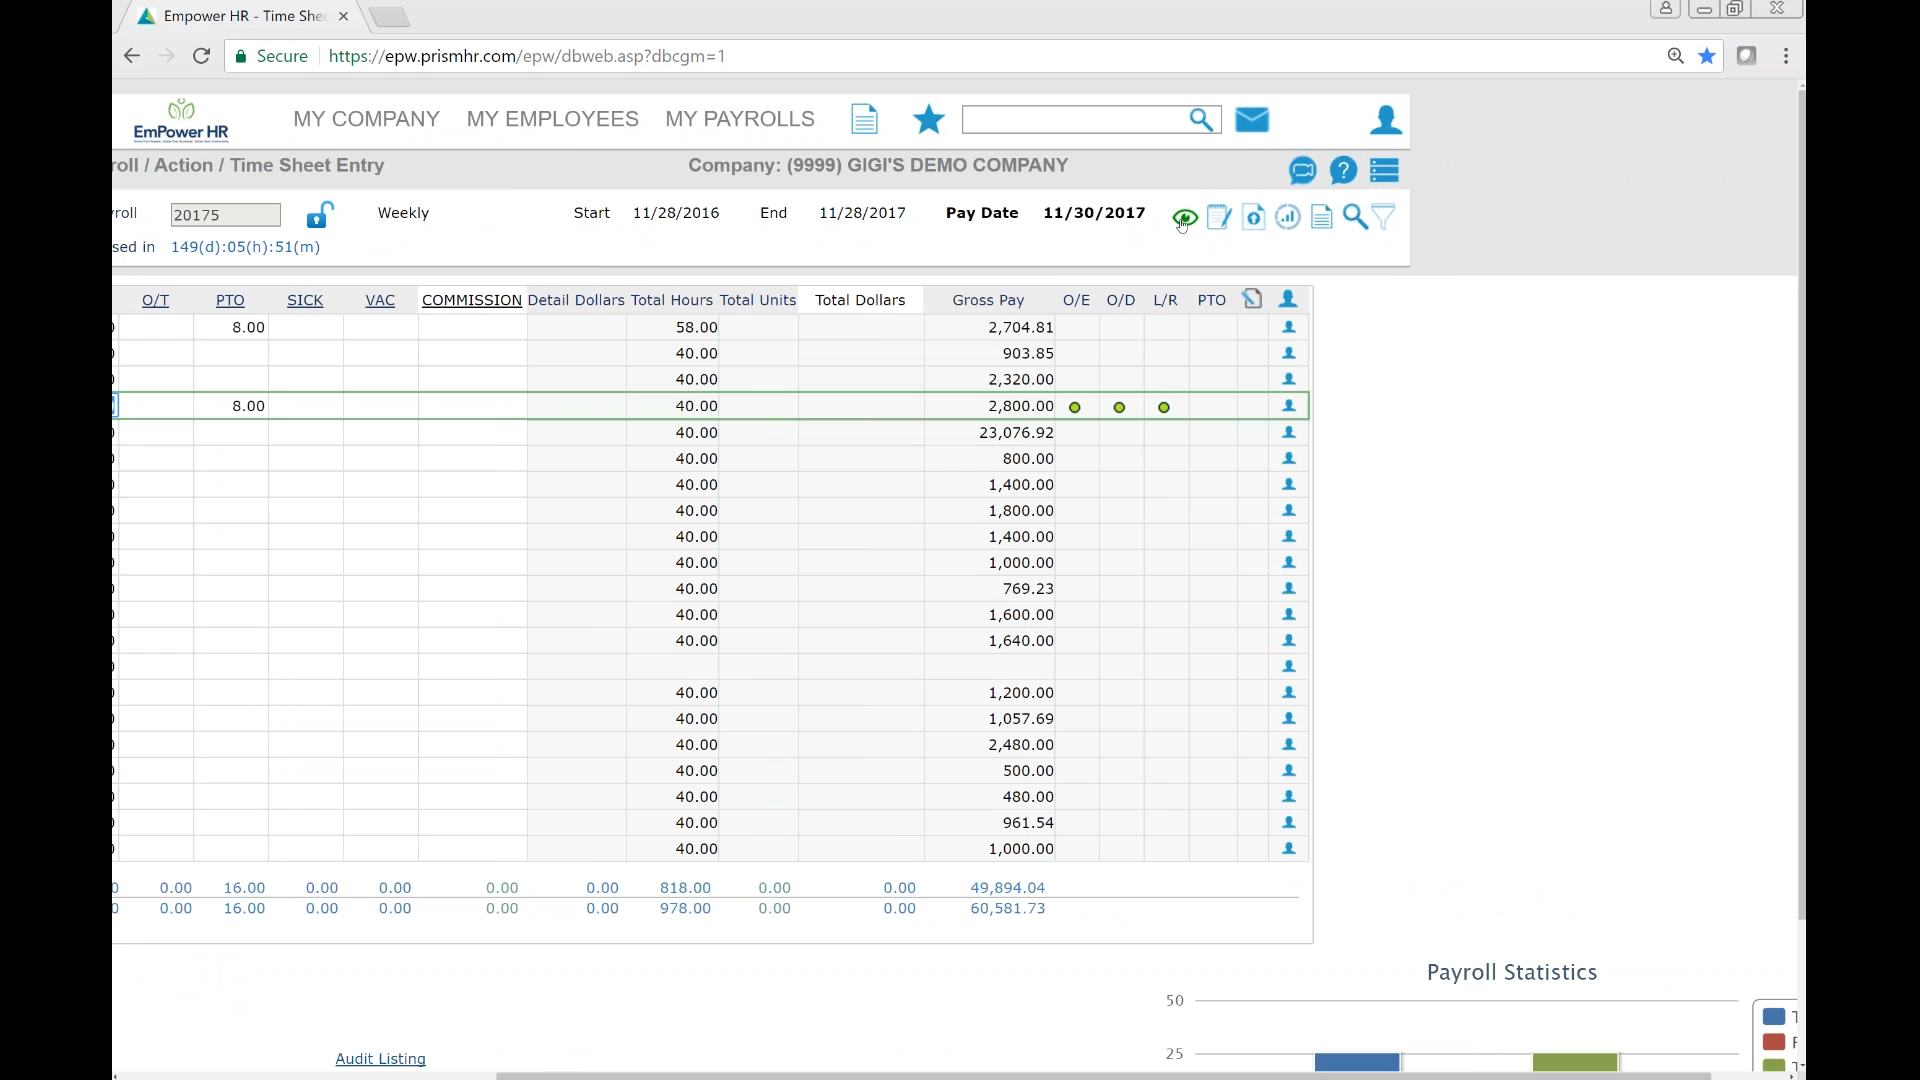 Empower HR - Time She
Secure https://epw.prismhr.com/epw/dbweb.asp?dbcgm=1
EmPower HR MY COMPANY MY EMPLOYEES MY PAYROLLS
roll / Action / Time Sheet Entry Company: (9999) GIGI'S DEMO COMPANY
roll 20175 Weekly Start 11/28/2016 End 11/28/2017 Pay Date 11/30/2017
sed in 149(d):05(h):51(m)
O/T PTO SICK VAC COMMISSION Detail Dollars Total Hours Total Units Total Dollars Gross Pay O/E O/D L/R PTO
8.00 58.00 2,704.81
40.00 903.85
40.00 2,320.00
8.00 40.00 2,800.00
40.00 23,076.92
40.00 800.00
40.00 1,400.00
40.00 1,800.00
40.00 1,400.00
40.00 1,000.00
40.00 769.23
40.00 1,600.00
40.00 1,640.00
40.00 1,200.00
40.00 1,057.69
40.00 2,480.00
40.00 500.00
40.00 480.00
40.00 961.54
40.00 1,000.00
0 0.00 16.00 0.00 0.00 0.00 0.00 818.00 0.00 0.00 49,894.04
0 0.00 16.00 0.00 0.00 0.00 0.00 978.00 0.00 0.00 60,581.73
Payroll Statistics
50
25
Audit Listing